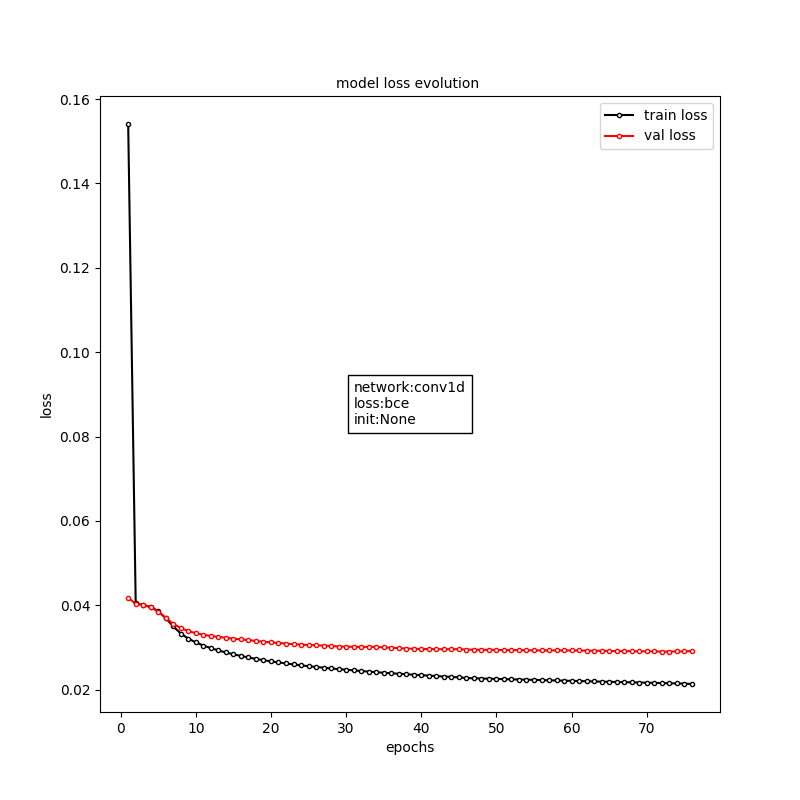 model loss evolution
0.16
0.14
0.12
0.10
0.08
0.06
0.04
0.02
loss
train loss
val loss
network:conv1d
loss:bce
init:None
0 10 20 30 40 50 60 70
epochs